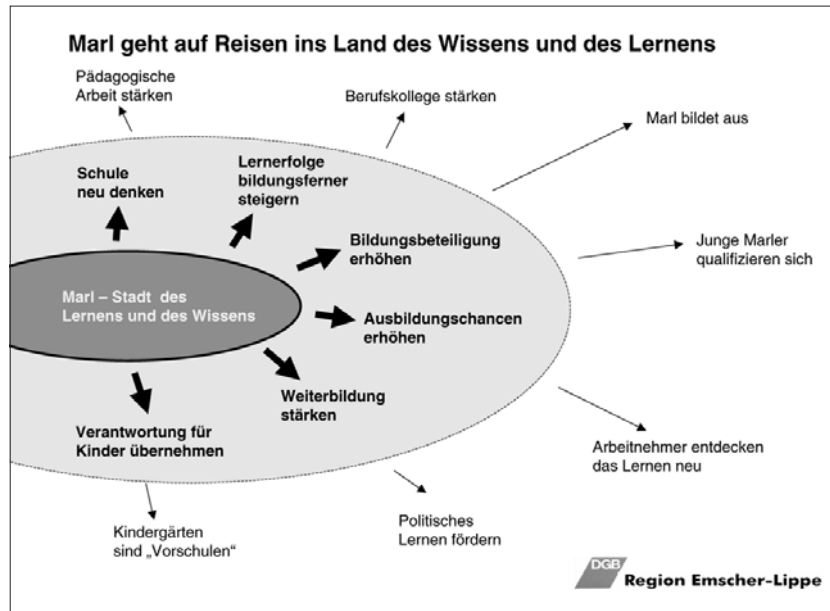 Marl geht auf Reisen ins Land des Wissens und des Lernens
Pädagogische
Arbeit stärken
Berufskollege stärken
Marl bildet aus
Schule
neu denken
Lernerfolge
bildungsferner
steigern
Bildungsbeteiligung
erhöhen
Junge Marler
qualifizieren sich
Marl – Stadt des
Lernens und des Wissens
Ausbildungschancen
erhöhen
Weiterbildung
stärken
Verantwortung für
Kinder übernehmen
Arbeitnehmer entdecken
das Lernen neu
Kindergärten
sind „Vorschulen“
Politisches
Lernen fördern
DGB
Region Emscher-Lippe